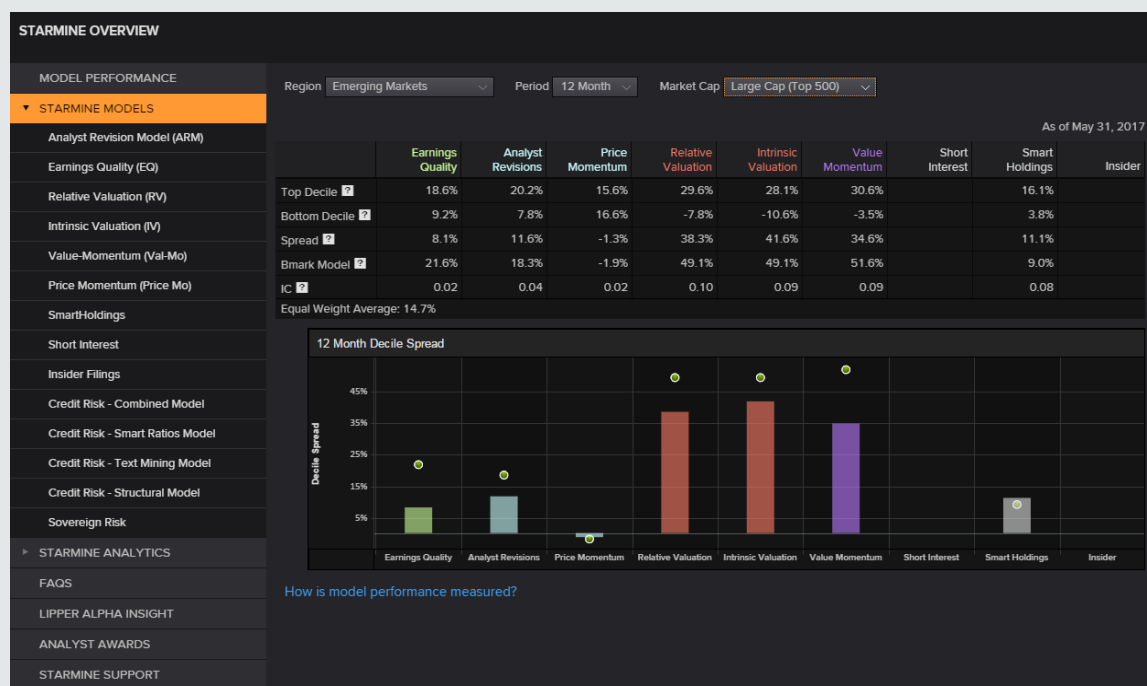 STARMINE OVERVIEW
MODEL PERFORMANCE
STARMINE MODELS
Analyst Revision Model (ARM)
Earnings Quality (EQ)
Relative Valuation (RV)
Intrinsic Valuation (IV)
Value-Momentum (Val-Mo)
Price Momentum (Price Mo)
SmartHoldings
Short Interest
Insider Filings
Credit Risk - Combined Model
Credit Risk - Smart Ratios Model
Credit Risk - Text Mining Model
Credit Risk - Structural Model
Sovereign Risk
STARMINE ANALYTICS
FAQS
LIPPER ALPHA INSIGHT
ANALYST AWARDS
STARMINE SUPPORT
Region Emerging Markets Period 12 Month Market Cap Large Cap (Top 500)
As of May 31, 2017
Earnings Analyst Price Relative Intrinsic Value Short Smart
Quality Revisions Momentum Valuation Valuation Momentum Interest Holdings Insider
Top Decile ? 18.6% 20.2% 15.6% 29.6% 28.1% 30.6% 16.1%
Bottom Decile ? 9.2% 7.8% 16.6% -7.8% -10.6% -3.5% 3.8%
Spread ? 8.1% 11.6% -1.3% 38.3% 41.6% 34.6% 11.1%
Bmark Model ? 21.6% 18.3% -1.9% 49.1% 49.1% 51.6% 9.0%
IC ? 0.02 0.04 0.02 0.10 0.09 0.09 0.08
Equal Weight Average: 14.7%
12 Month Decile Spread
Decile Spread
45%
35%
25%
15%
5%
Earnings Quality Analyst Revisions Price Momentum Relative Valuation Intrinsic Valuation Value Momentum Short Interest Smart Holdings Insider
How is model performance measured?